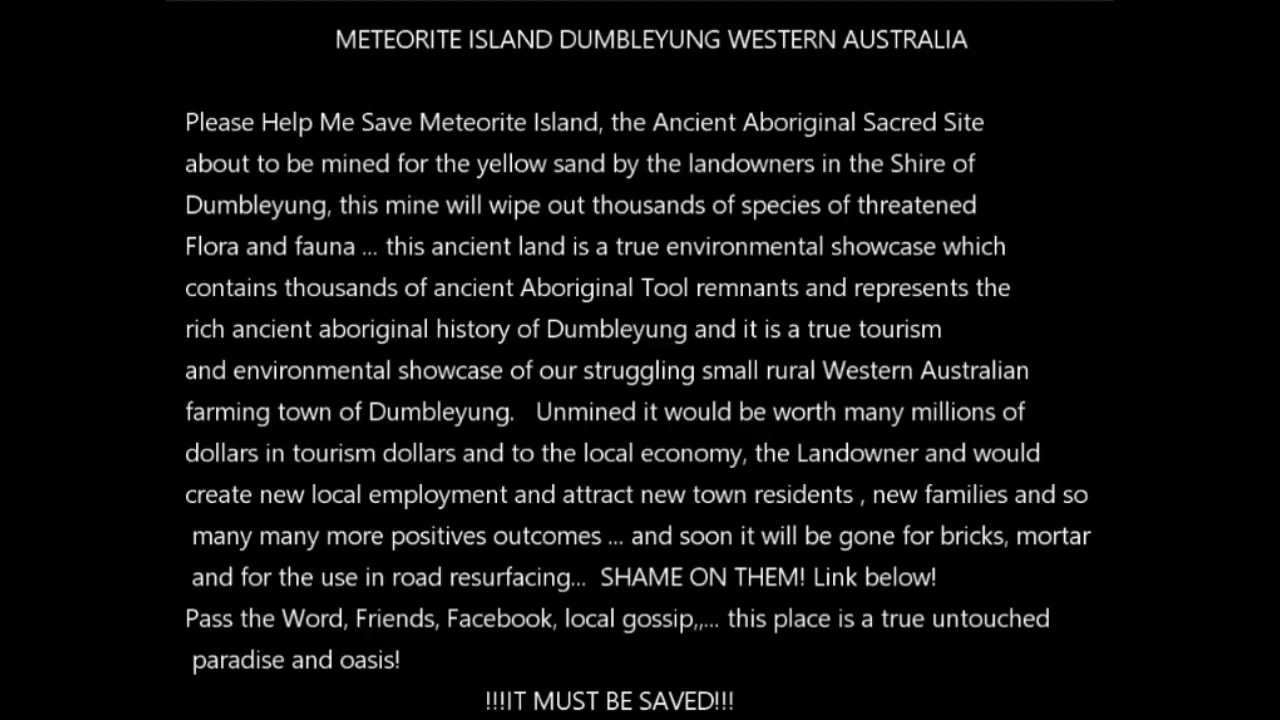 METEORITE ISLAND DUMBLEYUNG WESTERN AUSTRALIA
Please Help Me Save Meteorite Island, the Ancient Aboriginal Sacred Site
about to be mined for the yellow sand by the landowners in the Shire of
Dumbleyung, this mine will wipe out thousands of species of threatened
Flora and fauna ... this ancient land is a true environmental showcase which
contains thousands of ancient Aboriginal Tool remnants and represents the
rich ancient aboriginal history of Dumbleyung and it is a true tourism
and environmental showcase of our struggling small rural Western Australian
farming town of Dumbleyung.   Unmined it would be worth many millions of
dollars in tourism dollars and to the local economy, the Landowner and would
create new local employment and attract new town residents , new families and so
many many more positives outcomes ... and soon it will be gone for bricks, mortar
and for the use in road resurfacing...  SHAME ON THEM! Link below!
Pass the Word, Friends, Facebook, local gossip,,... this place is a true untouched
paradise and oasis!
!!!IT MUST BE SAVED!!!